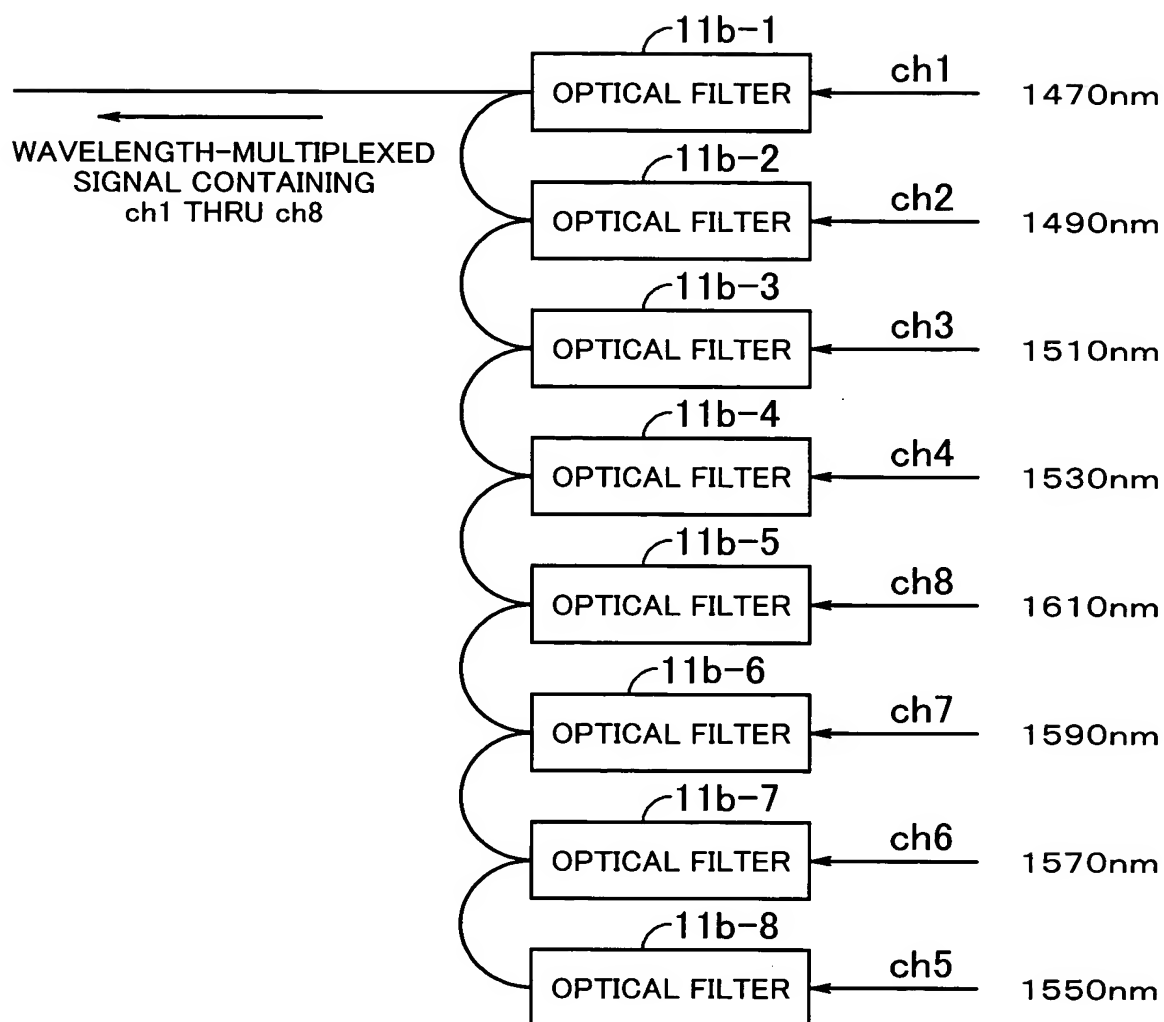 11b-1
OPTICAL FILTER
ch1
1470nm
WAVELENGTH-MULTIPLEXED
SIGNAL CONTAINING
ch1 THRU ch8
11b-2
OPTICAL FILTER
ch2
1490nm
11b-3
OPTICAL FILTER
ch3
1510nm
11b-4
OPTICAL FILTER
ch4
1530nm
11b-5
OPTICAL FILTER
ch8
1610nm
11b-6
OPTICAL FILTER
ch7
1590nm
11b-7
OPTICAL FILTER
ch6
1570nm
11b-8
OPTICAL FILTER
ch5
1550nm